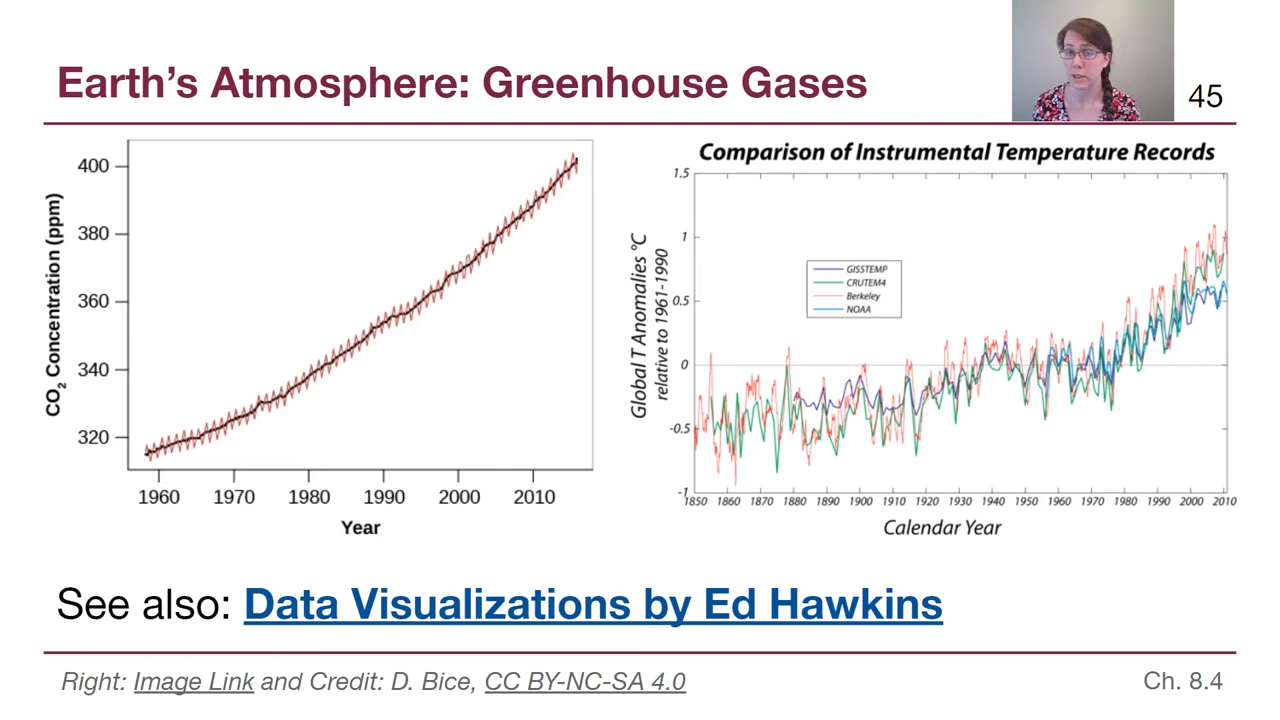 Earth's Atmosphere: Greenhouse Gases
45
400
380
360
340
320
CO2 Concentration (ppm)
1960 1970 1980 1990 2000 2010
Year
Comparison of Instrumental Temperature Records
1.5
1
0.5
0
-0.5
-1
Global T Anomalies °C
relative to 1961-1990
GISSTEMP
CRUTEM4
Berkeley
NOAA
1850 1860 1870 1880 1890 1900 1910 1920 1930 1940 1950 1960 1970 1980 1990 2000 2010
Calendar Year
See also: Data Visualizations by Ed Hawkins
Right: Image Link and Credit: D. Bice, CC BY-NC-SA 4.0
Ch. 8.4